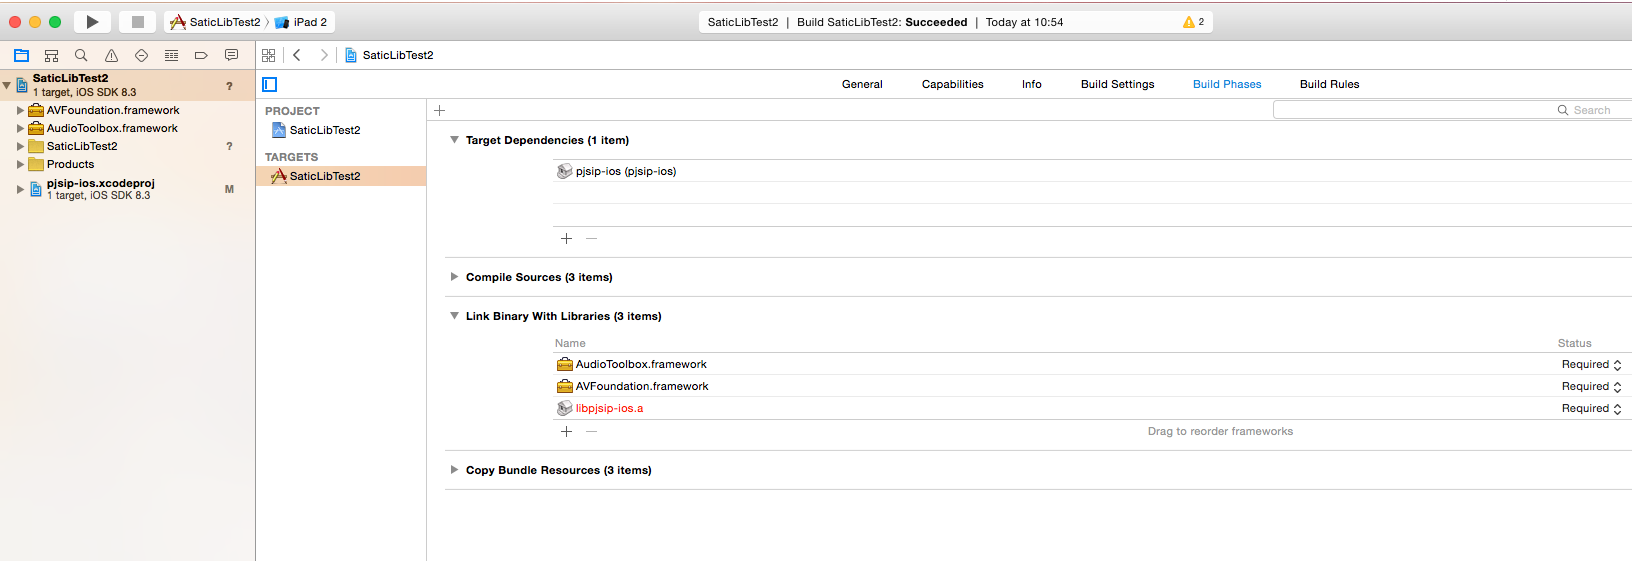 SaticLibTest2 iPad 2
SaticLibTest2 | Build SaticLibTest2: Succeeded | Today at 10:54 2
SaticLibTest2
SaticLibTest2
1 target, iOS SDK 8.3 ?
AVFoundation.framework
AudioToolbox.framework
SaticLibTest2 ?
Products
pjsip-ios.xcodeproj
1 target, iOS SDK 8.3 M
General Capabilities Info Build Settings Build Phases Build Rules
PROJECT
SaticLibTest2
TARGETS
SaticLibTest2
Search
Target Dependencies (1 item)
pjsip-ios (pjsip-ios)
Compile Sources (3 items)
Link Binary With Libraries (3 items)
Name Status
AudioToolbox.framework Required
AVFoundation.framework Required
libpjsip-ios.a Required
Drag to reorder frameworks
Copy Bundle Resources (3 items)